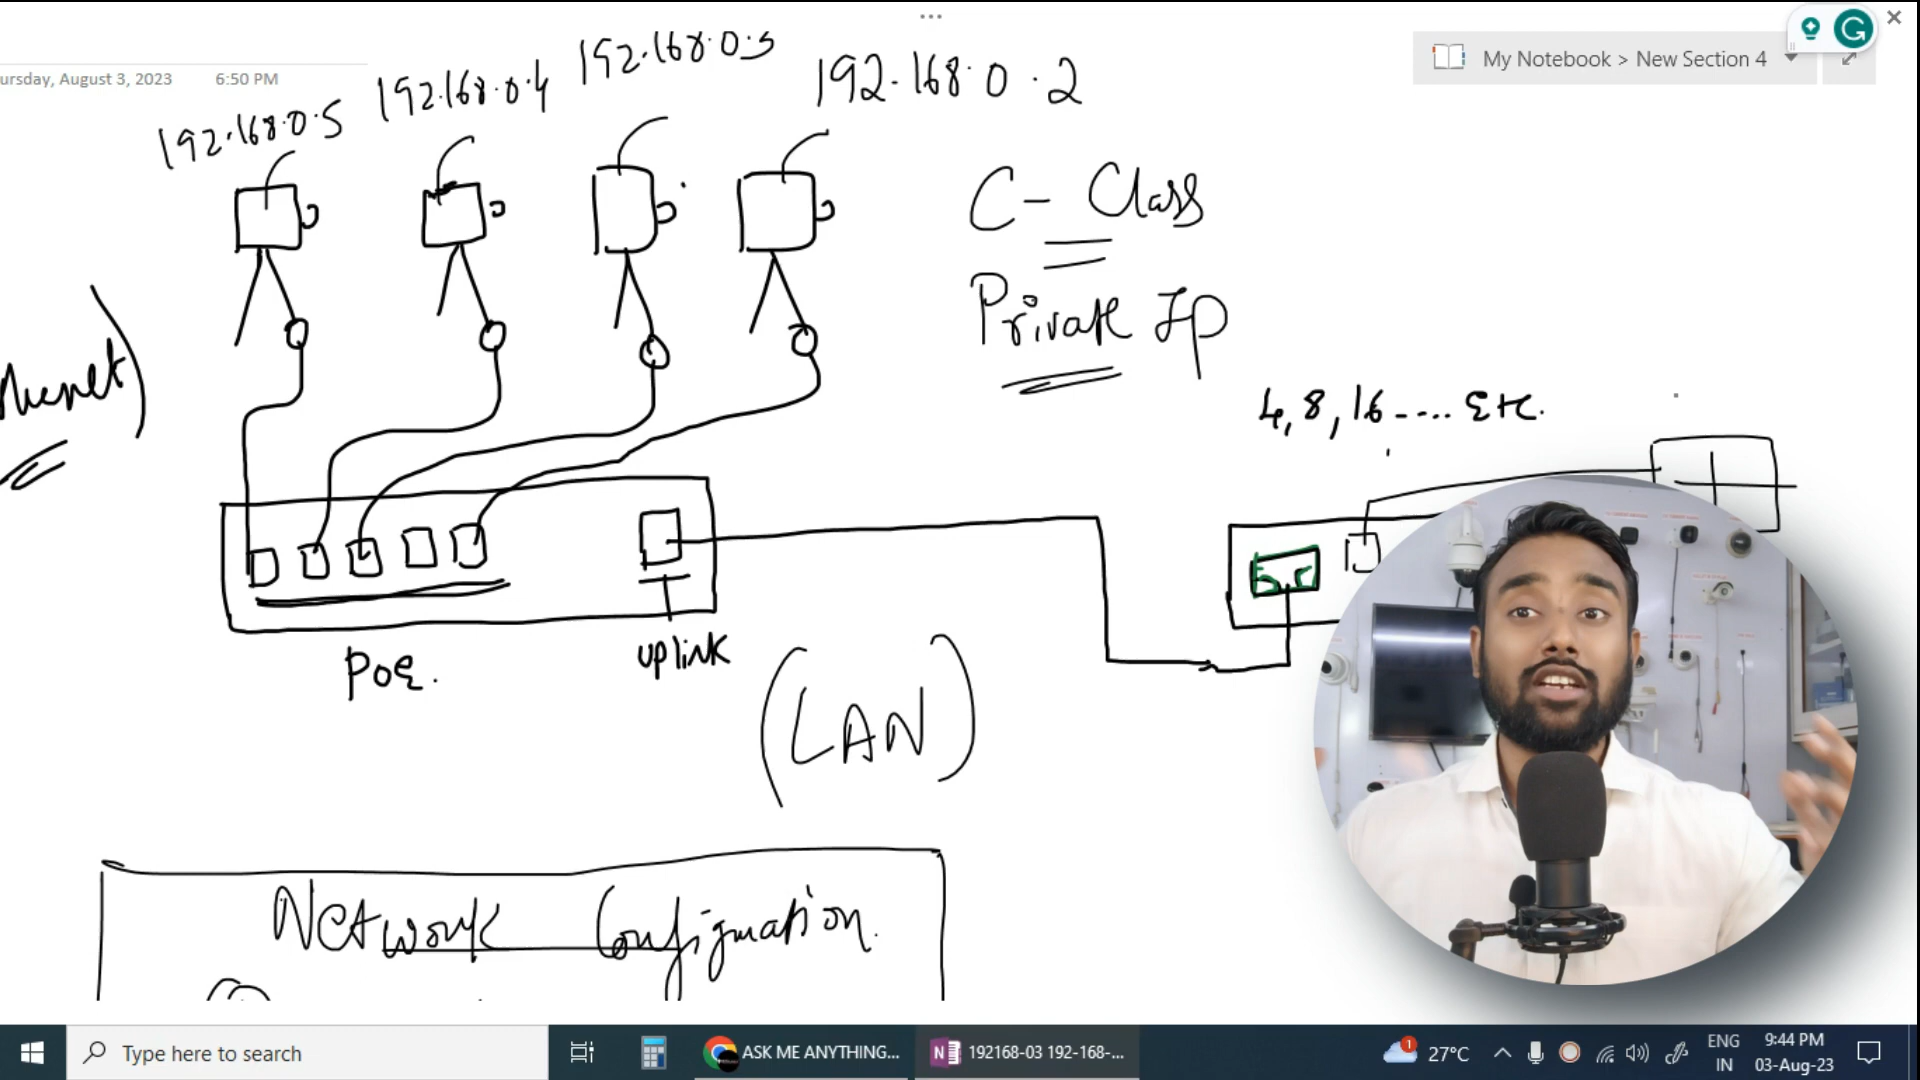 ursday, August 3, 2023 6:50 PM
My Notebook > New Section 4
192.168.0.5
192.168.0.4
192.168.0.3
192.168.0.2
C- Class
Private IP
4, 8, 16 ---- Etc.
POE.
uplink
(LAN)
Network Configuration.
Type here to search
ASK ME ANYTHING...
192168-03 192-168-...
1
27°C
ENG
IN
9:44 PM
03-Aug-23